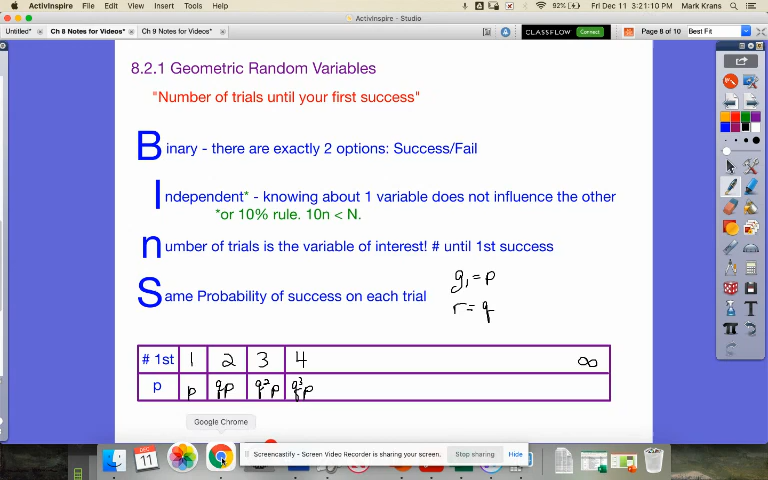 ActivInspire File Edit View Insert Tools Help 92% Fri Dec 11 3:21:10 PM Mark Krans
ActivInspire - Studio
Untitled* Ch 8 Notes for Waves* Ch 9 Notes for Waves* CLASSFLOW Connect Page 8 of 10 Best Fit
8.2.1 Geometric Random Variables
"Number of trials until your first success"
Binary - there are exactly 2 options: Success/Fail
Independent* - knowing about 1 variable does not influence the other
*or 10% rule. 10n < N.
number of trials is the variable of interest! # until 1st success
g₁ = p
Same Probability of success on each trial
r = q
# 1st 1 2 3 4 ∞
p p qp q²p q³p
Google Chrome
DEC
11
Screencastify - Screen Video Recorder is sharing your screen. Stop sharing Hide